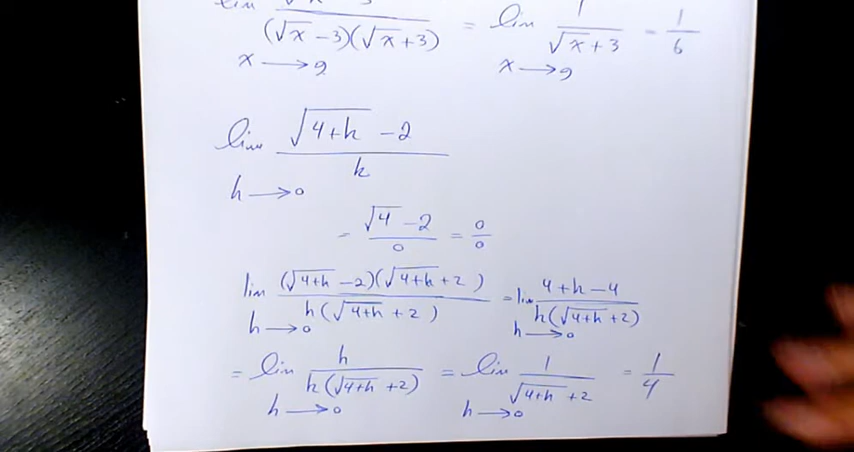 lim √x − 3 / (√x − 3)(√x + 3) = lim 1 / √x + 3 = 1/6
x → 9 x → 9
lim √4+h − 2 / h
h → 0
= √4 − 2 / 0 = 0/0
lim (√4+h − 2)(√4+h + 2) / h(√4+h + 2) = lim 4+h−4 / h(√4+h + 2)
h → 0 h → 0
= lim h / h(√4+h + 2) = lim 1 / √4+h + 2 = 1/4
h → 0 h → 0